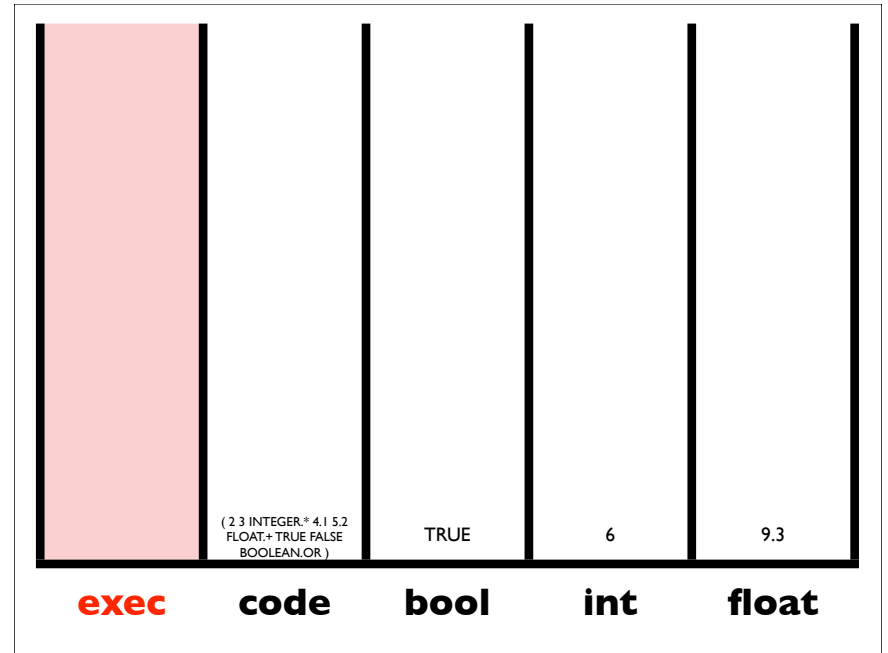 ( 2 3 INTEGER.* 4.1 5.2
FLOAT.+ TRUE FALSE
BOOLEAN.OR )
TRUE
6
9.3
exec
code
bool
int
float